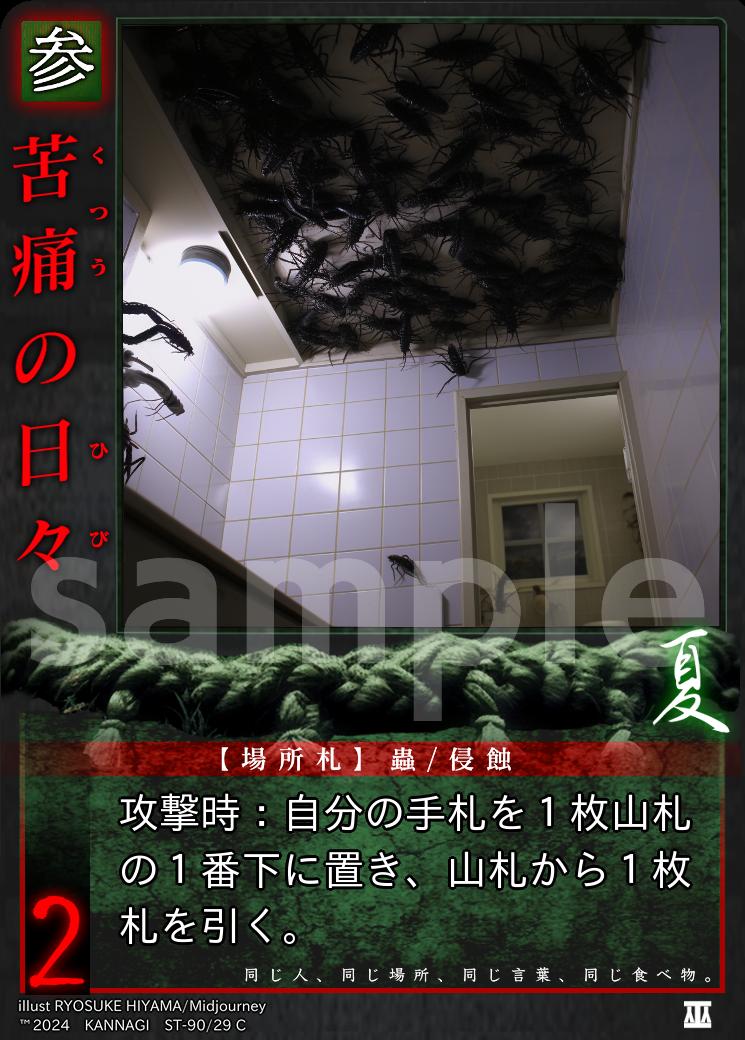 参
苦痛の日々
くつう
ひび
sample
夏
【場所札】蟲/侵蝕
攻撃時：自分の手札を１枚山札
の１番下に置き、山札から１枚
札を引く。
2
同じ人、同じ場所、同じ言葉、同じ食べ物。
illust RYOSUKE HIYAMA/Midjourney
™2024 KANNAGI ST-90/29 C
巫